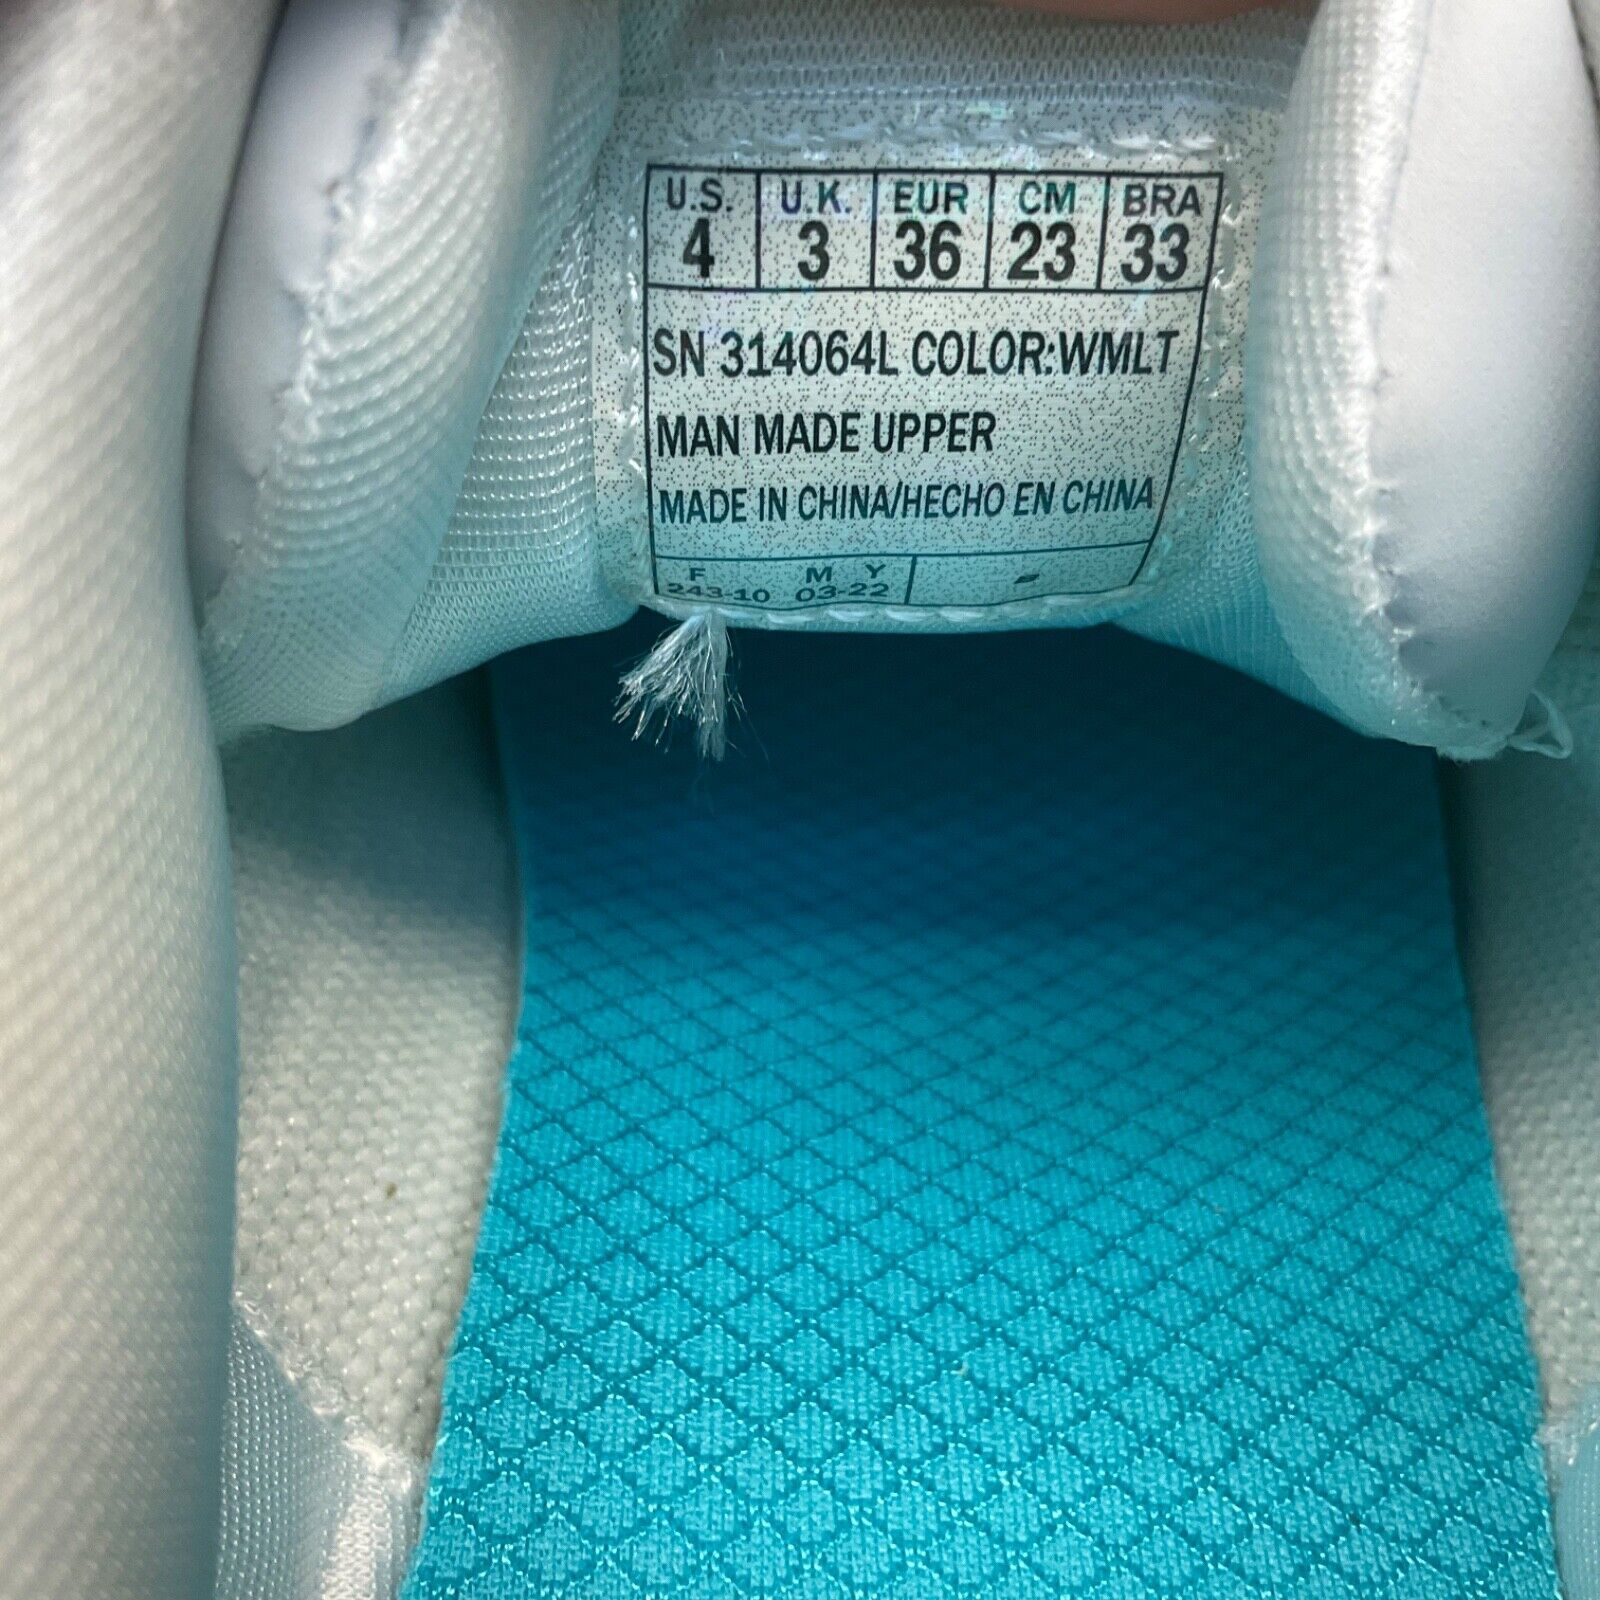 U.S. U.K. EUR CM BRA
4 3 36 23 33
SN 314064L COLOR:WMLT
MAN MADE UPPER
MADE IN CHINA/HECHO EN CHINA
F M Y
243-10 03-22 -